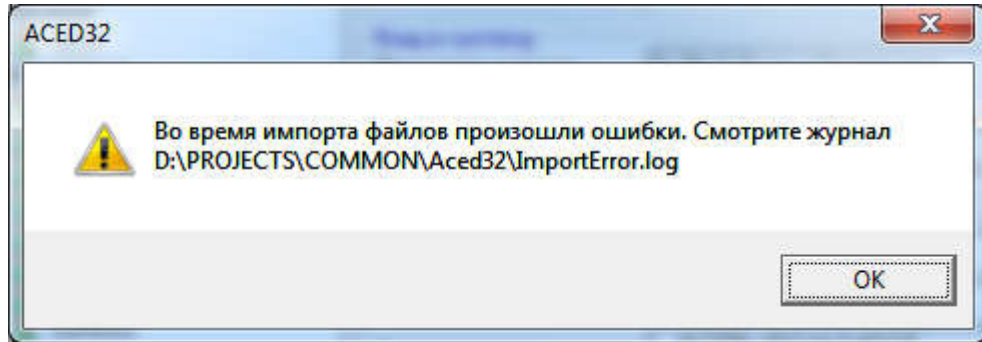 ACED32
Во время импорта файлов произошли ошибки. Смотрите журнал
D:\PROJECTS\COMMON\Aced32\ImportError.log
OK